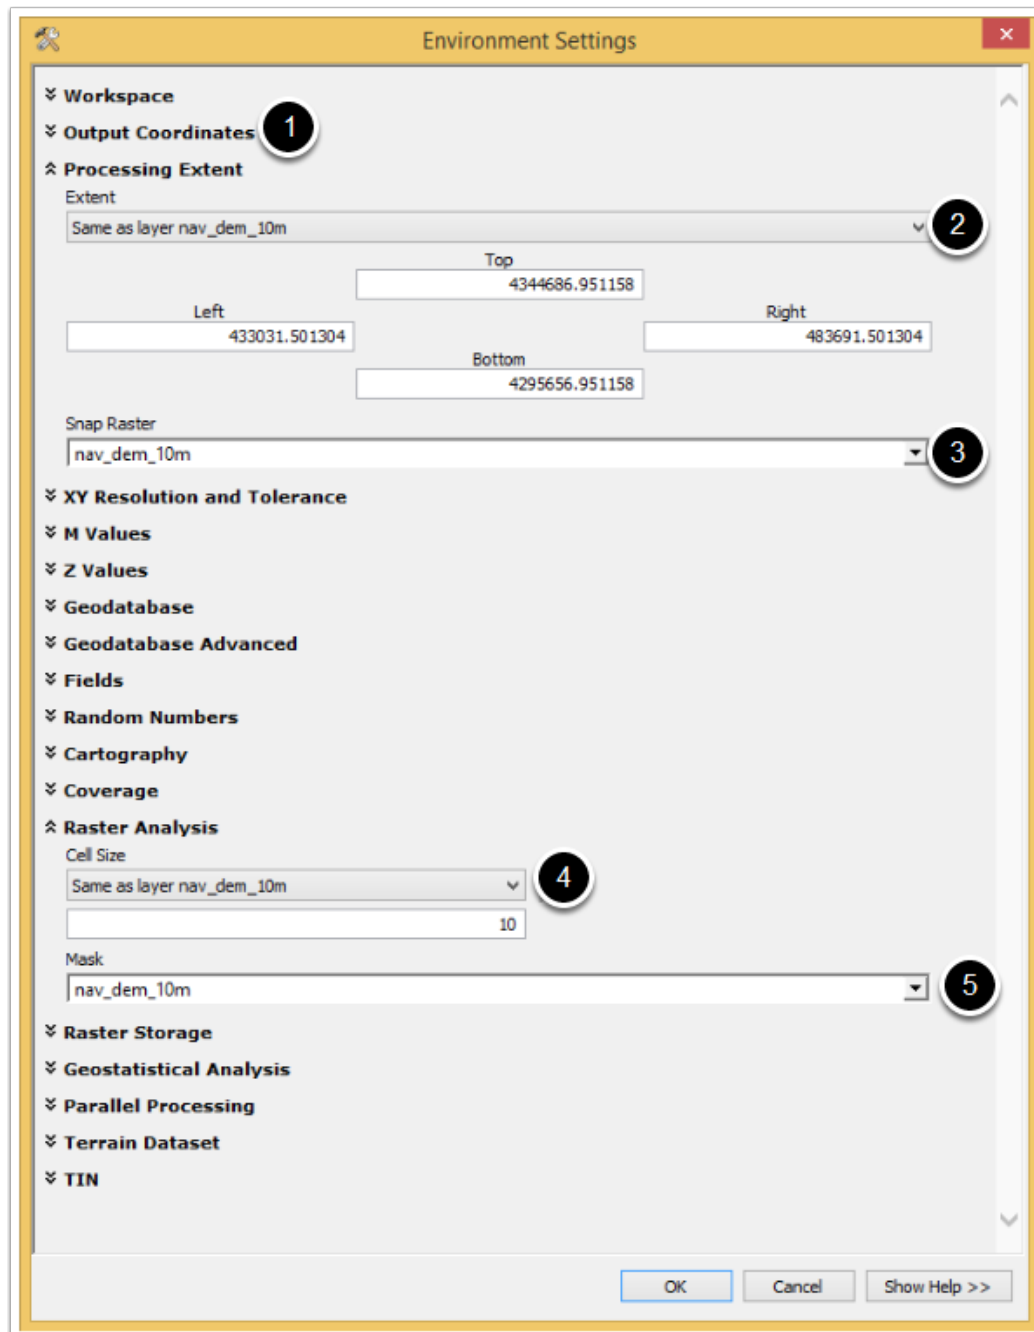 Environment Settings
Workspace
Output Coordinates 1
Processing Extent
Extent
Same as layer nav_dem_10m 2
Top
4344686.951158
Left Right
433031.501304 483691.501304
Bottom
4295656.951158
Snap Raster
nav_dem_10m 3
XY Resolution and Tolerance
M Values
Z Values
Geodatabase
Geodatabase Advanced
Fields
Random Numbers
Cartography
Coverage
Raster Analysis
Cell Size
Same as layer nav_dem_10m 4
10
Mask
nav_dem_10m 5
Raster Storage
Geostatistical Analysis
Parallel Processing
Terrain Dataset
TIN
OK Cancel Show Help >>